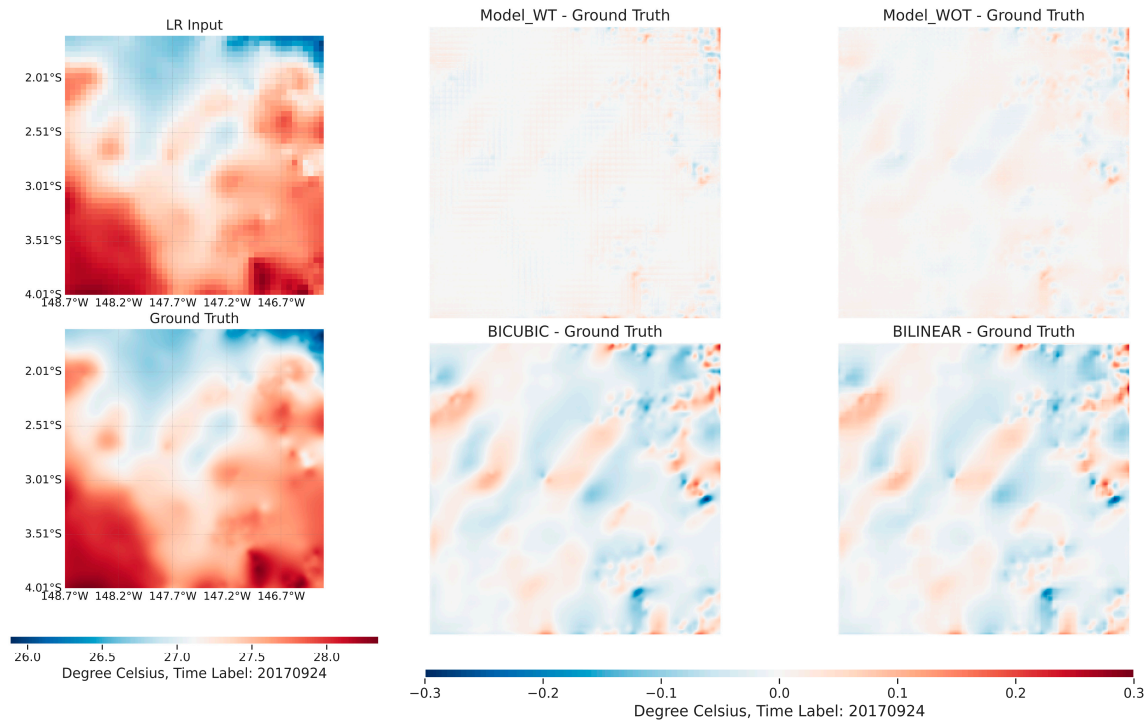 LR Input
2.01°S
2.51°S
3.01°S
3.51°S
4.01°S
148.7°W 148.2°W 147.7°W 147.2°W 146.7°W
Ground Truth
2.01°S
2.51°S
3.01°S
3.51°S
4.01°S
148.7°W 148.2°W 147.7°W 147.2°W 146.7°W
26.0 26.5 27.0 27.5 28.0
Degree Celsius, Time Label: 20170924
Model_WT - Ground Truth
Model_WOT - Ground Truth
BICUBIC - Ground Truth
BILINEAR - Ground Truth
−0.3 −0.2 −0.1 0.0 0.1 0.2 0.3
Degree Celsius, Time Label: 20170924